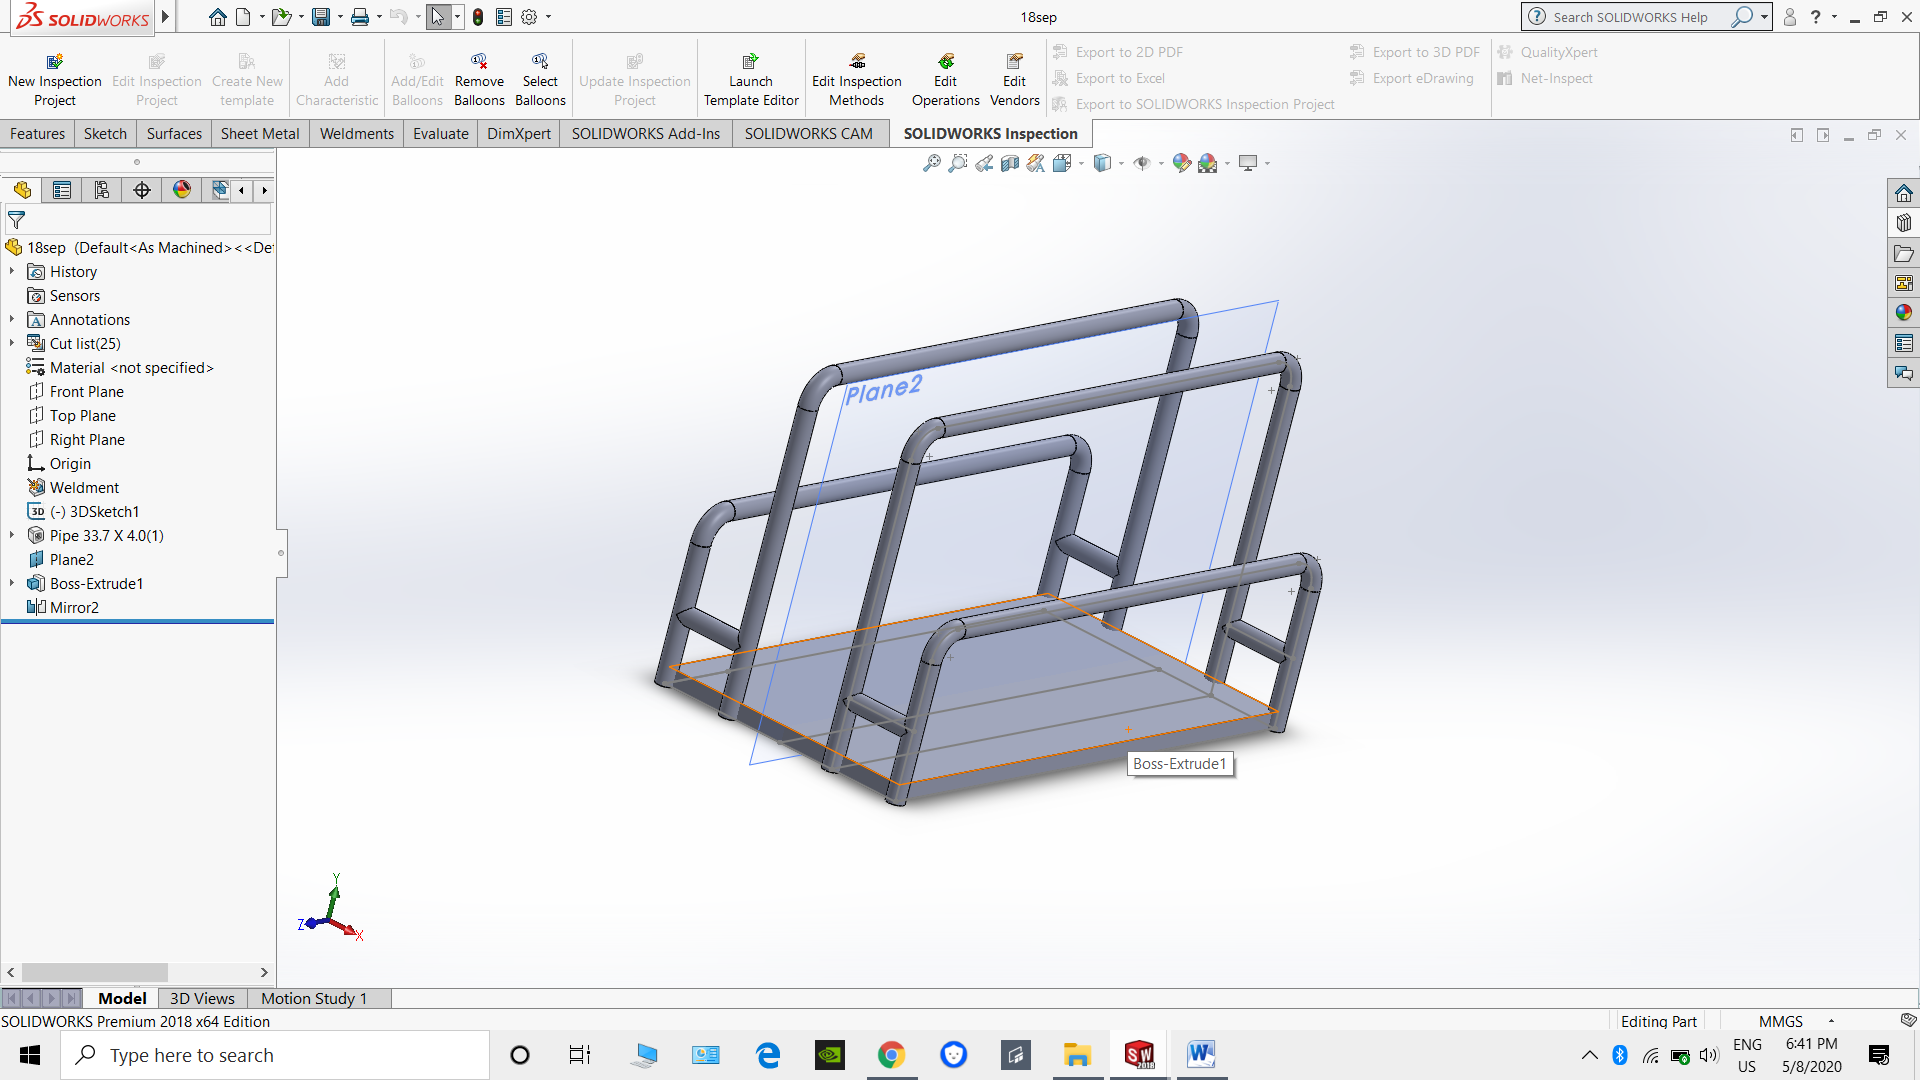 SOLIDWORKS
18sep
Search SOLIDWORKS Help
New Inspection
Project
Edit Inspection
Project
Create New
template
Add
Characteristic
Add/Edit
Balloons
Remove
Balloons
Select
Balloons
Update Inspection
Project
Launch
Template Editor
Edit Inspection
Methods
Edit
Operations
Edit
Vendors
Export to 2D PDF
Export to Excel
Export to SOLIDWORKS Inspection Project
Export to 3D PDF
Export eDrawing
QualityXpert
Net-Inspect
Features
Sketch
Surfaces
Sheet Metal
Weldments
Evaluate
DimXpert
SOLIDWORKS Add-Ins
SOLIDWORKS CAM
SOLIDWORKS Inspection
18sep (Default<As Machined><<De
History
Sensors
Annotations
Cut list(25)
Material <not specified>
Front Plane
Top Plane
Right Plane
Origin
Weldment
3D (-) 3DSketch1
Pipe 33.7 X 4.0(1)
Plane2
Boss-Extrude1
Mirror2
Plane2
Boss-Extrude1
Y
Z
X
Model
3D Views
Motion Study 1
SOLIDWORKS Premium 2018 x64 Edition
Editing Part
MMGS
Type here to search
SW
2018
W
ENG
US
6:41 PM
5/8/2020